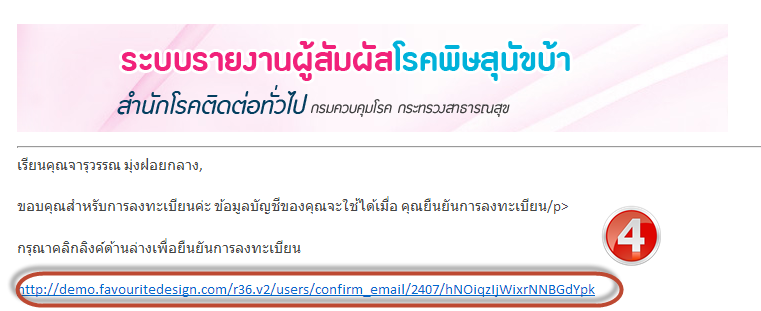 ระบบรายงานผู้สัมผัสโรคพิษสุนัขบ้า
สำนักโรคติดต่อทั่วไป กรมควบคุมโรค กระทรวงสาธารณสุข
เรียนคุณจารุวรรณ มุ่งฝอยกลาง,
ขอบคุณสำหรับการลงทะเบียนค่ะ ข้อมูลบัญชีของคุณจะใช้ได้เมื่อ คุณยืนยันการลงทะเบียน/p>
4
กรุณาคลิกลิงค์ด้านล่างเพื่อยืนยันการลงทะเบียน
http://demo.favouritedesign.com/r36.v2/users/confirm_email/2407/hNOiqzIjWixrNNBGdYpk